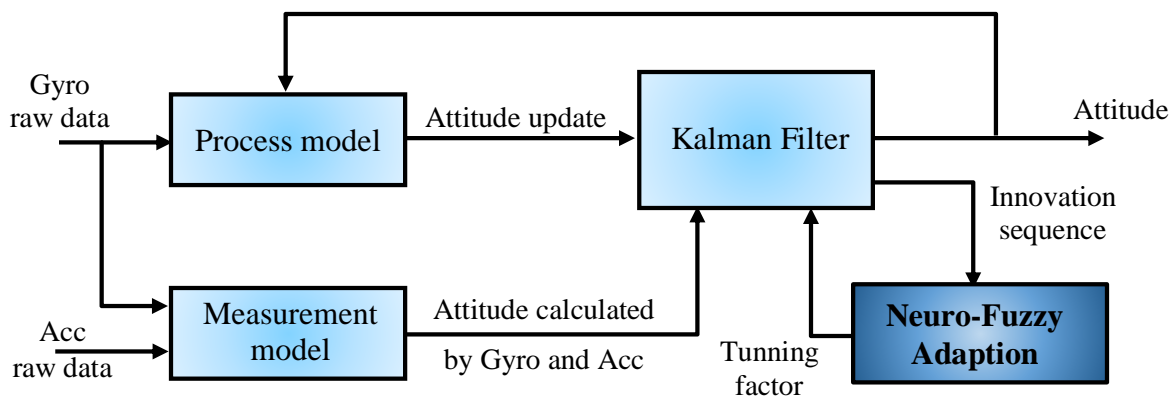 Gyro
raw data
Process model
Attitude update
Kalman Filter
Attitude
Innovation
sequence
Acc
raw data
Measurement
model
Attitude calculated
by Gyro and Acc
Tunning
factor
Neuro-Fuzzy
Adaption